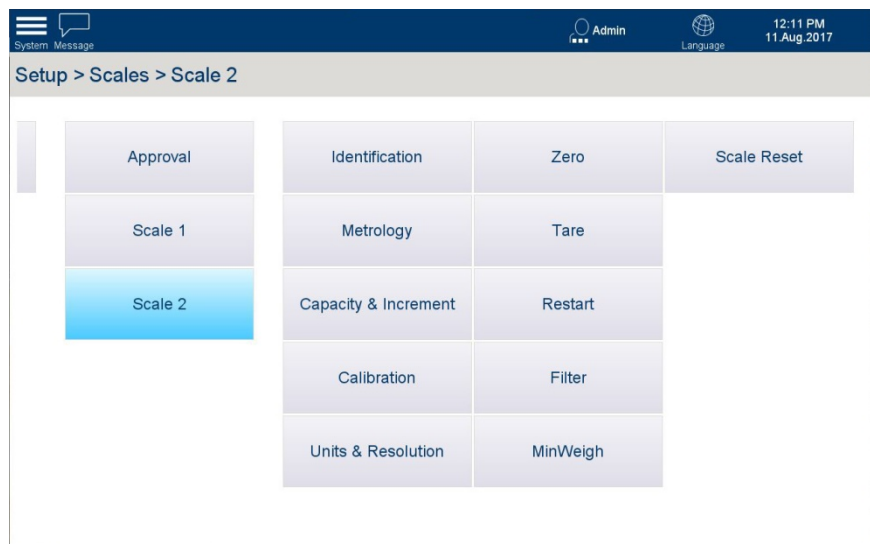 System Message
Admin
Language
12:11 PM
11.Aug.2017
Setup > Scales > Scale 2
Approval
Scale 1
Scale 2
Identification
Metrology
Capacity & Increment
Calibration
Units & Resolution
Zero
Tare
Restart
Filter
MinWeigh
Scale Reset